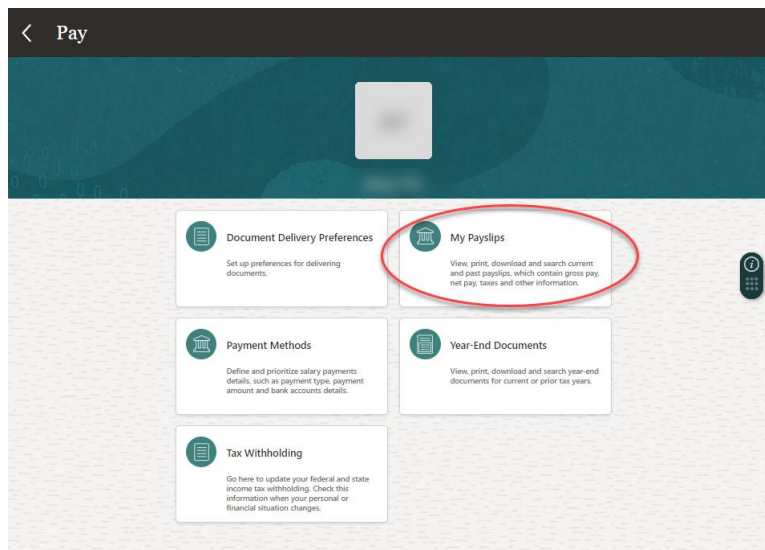 Pay
Document Delivery Preferences
Set up preferences for delivering
documents.
My Payslips
View, print, download and search current
and past payslips, which contain gross pay,
net pay, taxes and other information.
Payment Methods
Define and prioritize salary payments
details, such as payment type, payment
amount and bank accounts details.
Year-End Documents
View, print, download and search year-end
documents for current or prior tax years.
Tax Withholding
Go here to update your federal and state
income tax withholding. Check this
information when your personal or
financial situation changes.